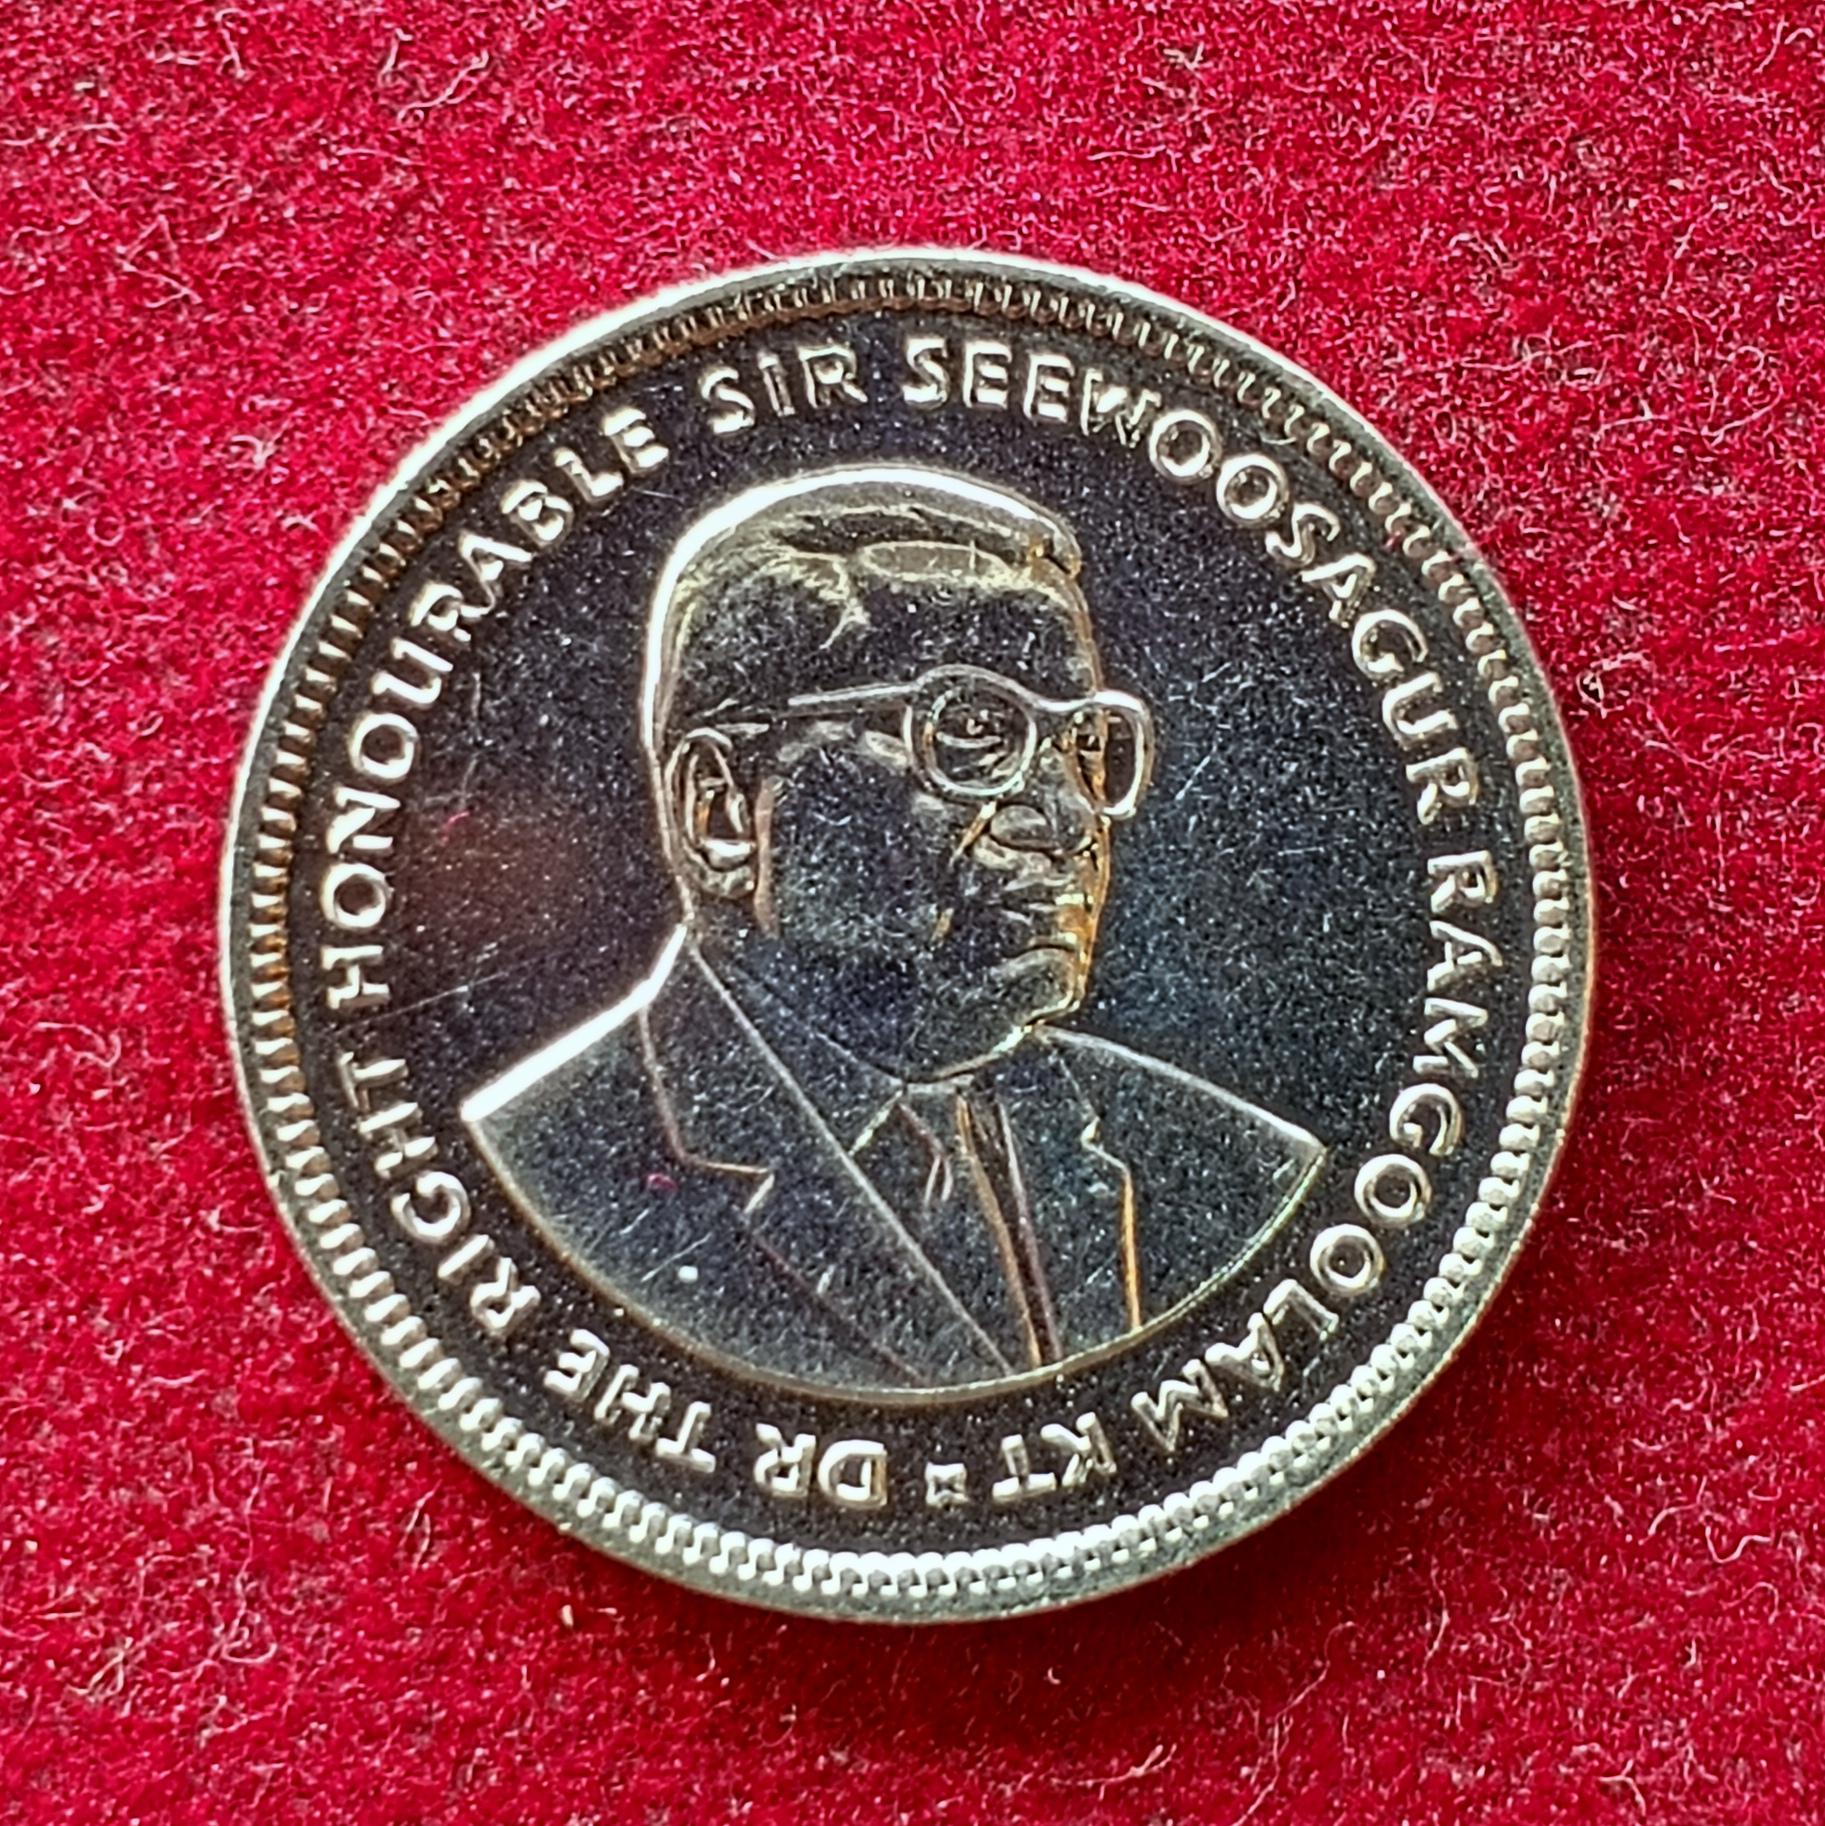 DR THE RIGHT HONOURABLE SIR SEEWOOSAGUR RAMGOOLAM KT